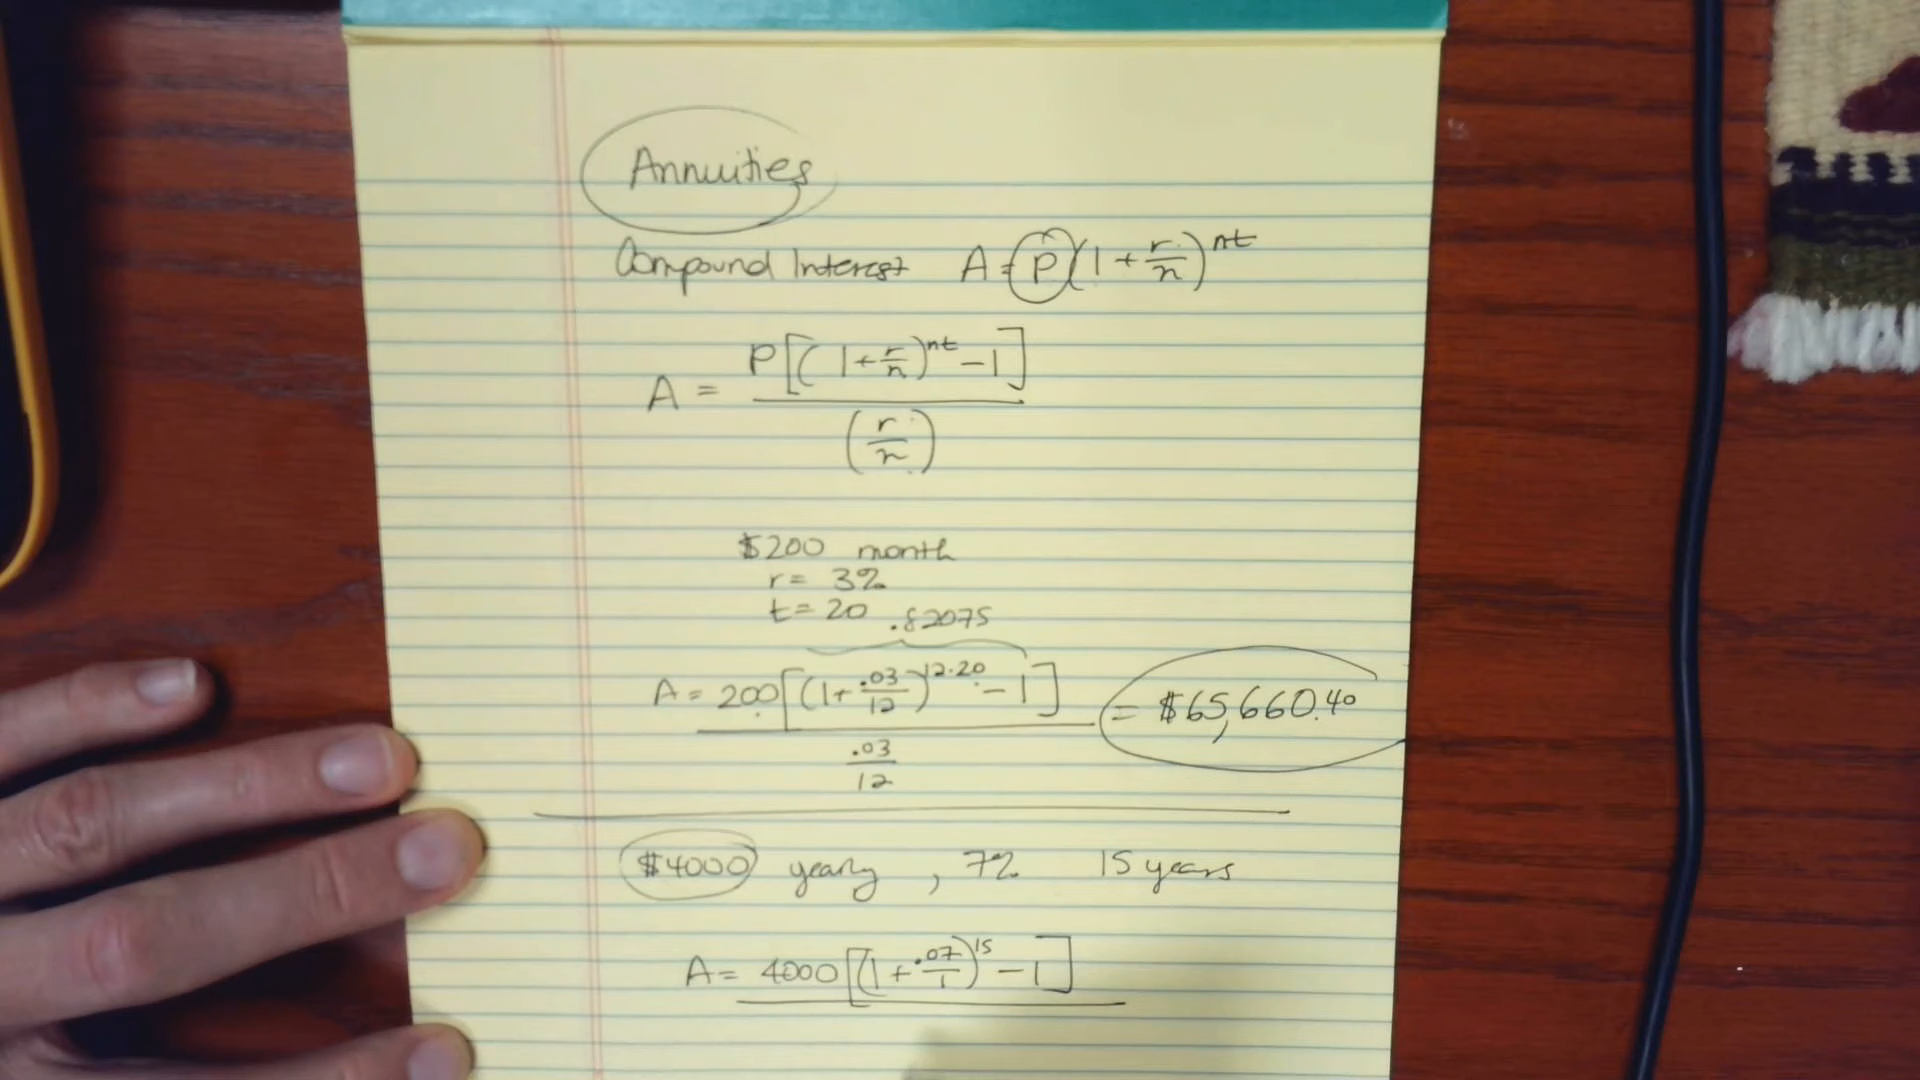 Annuities
Compound Interest A = P(1 + r/n)^nt
A = P[(1 + r/n)^nt - 1] / (r/n)
$200 month
r = 3%
t = 20 .82075
A = 200[(1 + .03/12)^12·20 - 1] / .03/12 = $65,660.40
$4000 yearly, 7% 15 years
A = 4000[(1 + .07/1)^15 - 1]